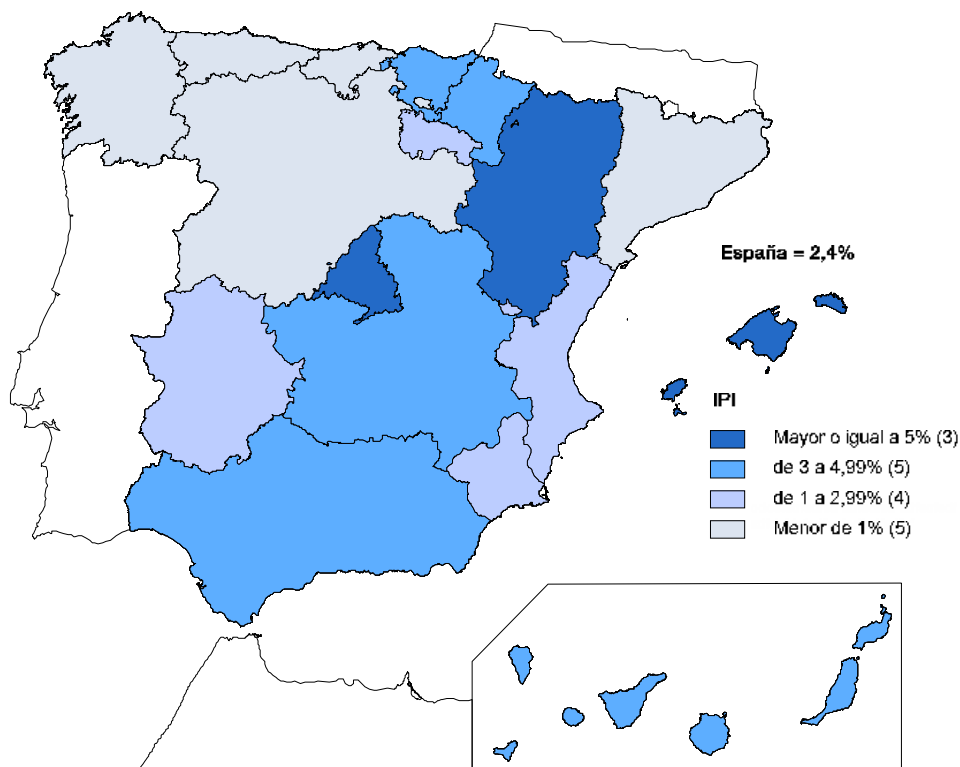 España = 2,4%
IPI
Mayor o igual a 5% (3)
de 3 a 4,99% (5)
de 1 a 2,99% (4)
Menor de 1% (5)